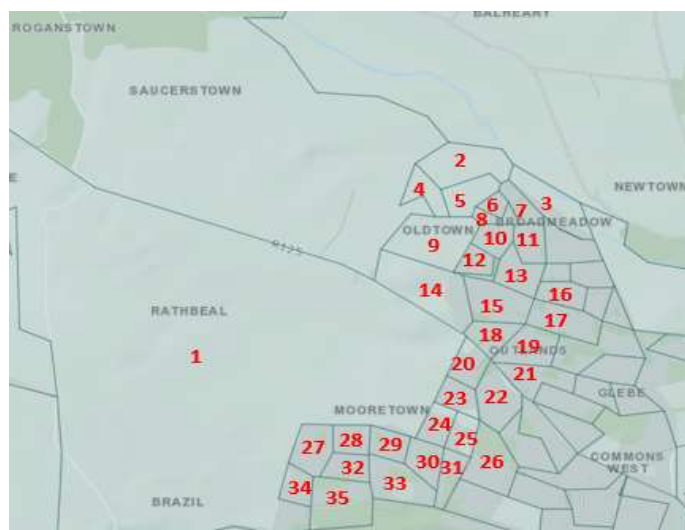 BALREARY
ROGANSTOWN
SAUCERSTOWN
2
4
5
6
7
3
NEWTOWN
8
BROADMEADOW
OLDTOWN
9
10
11
R125
12
13
14
16
15
RATHBEAL
17
18
19
1
OUTLANDS
20
21
GLEBE
23
22
MOORETOWN
24
27
28
29
25
COMMONS
WEST
30
31
26
32
33
34
35
BRAZIL